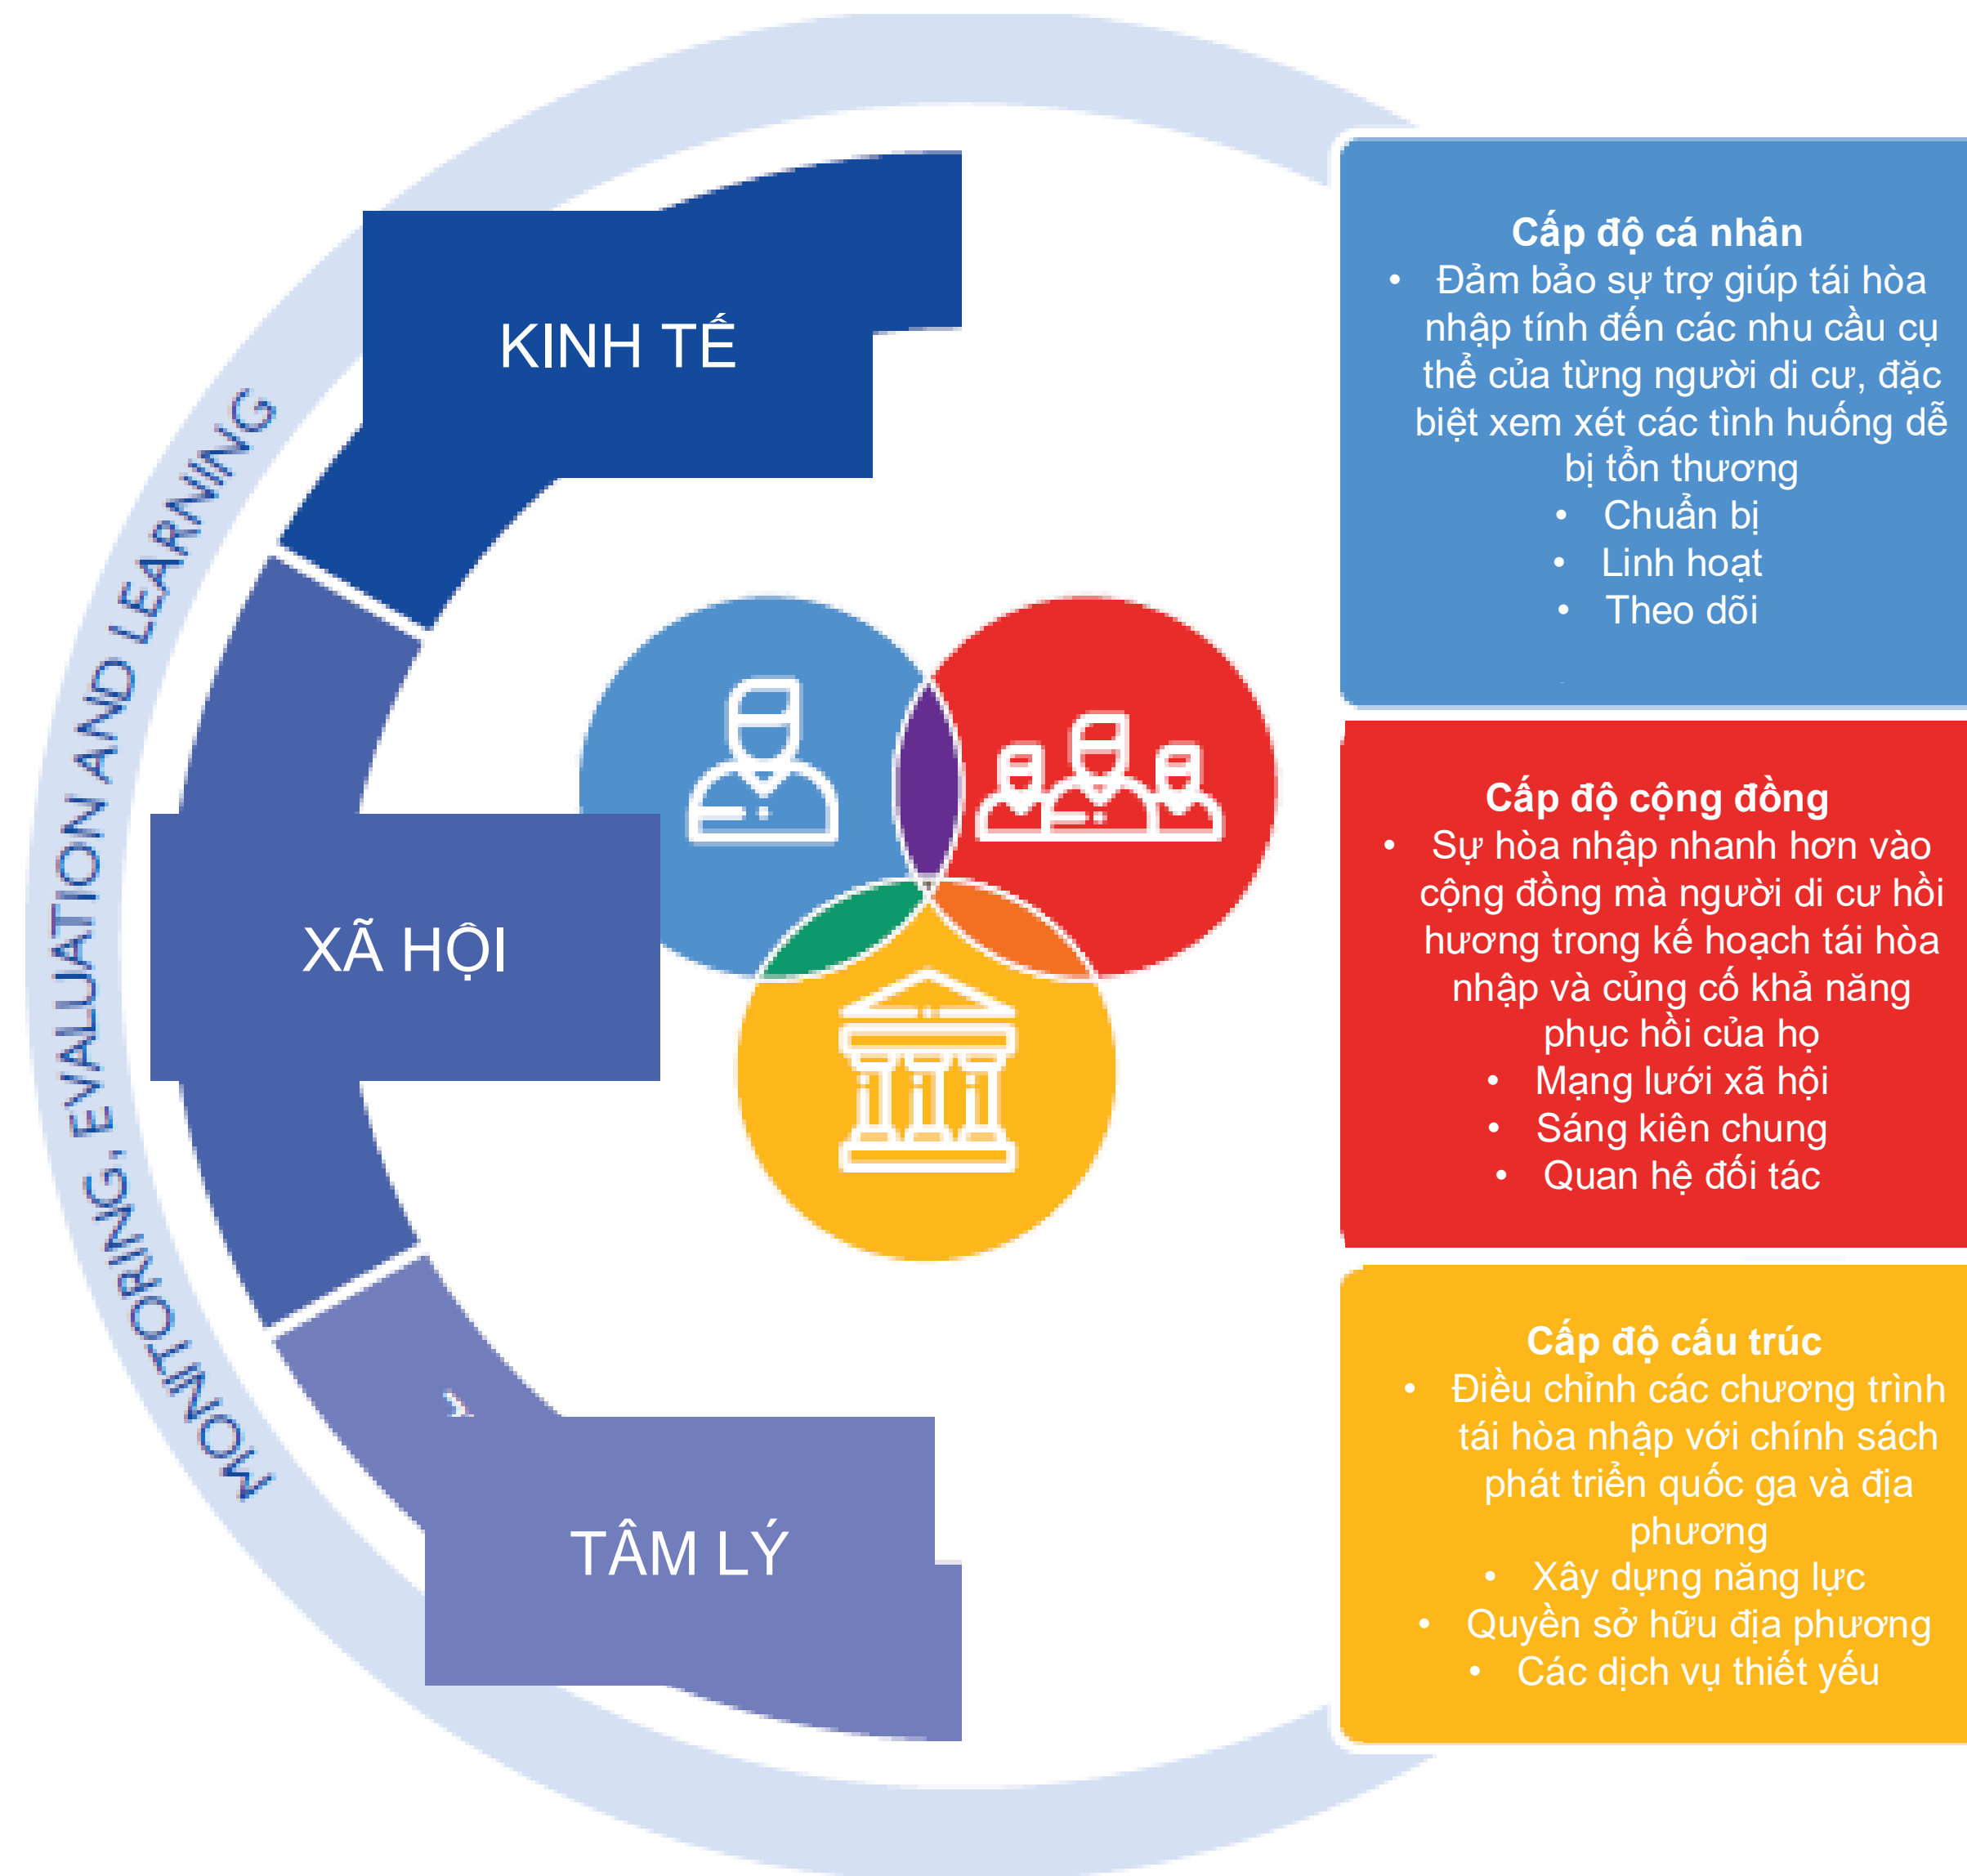 MONITORING, EVALUATION AND LEARNING
KINH TẾ
XÃ HỘI
TÂM LÝ
Cấp độ cá nhân
• Đảm bảo sự trợ giúp tái hòa
nhập tính đến các nhu cầu cụ
thể của từng người di cư, đặc
biệt xem xét các tình huống dễ
bị tổn thương
• Chuẩn bị
• Linh hoạt
• Theo dõi
Cấp độ cộng đồng
• Sự hòa nhập nhanh hơn vào
cộng đồng mà người di cư hồi
hương trong kế hoạch tái hòa
nhập và củng cố khả năng
phục hồi của họ
• Mạng lưới xã hội
• Sáng kiên chung
• Quan hệ đối tác
Cấp độ cấu trúc
• Điều chỉnh các chương trình
tái hòa nhập với chính sách
phát triển quốc ga và địa
phương
• Xây dựng năng lực
• Quyền sở hữu địa phương
• Các dịch vụ thiết yếu